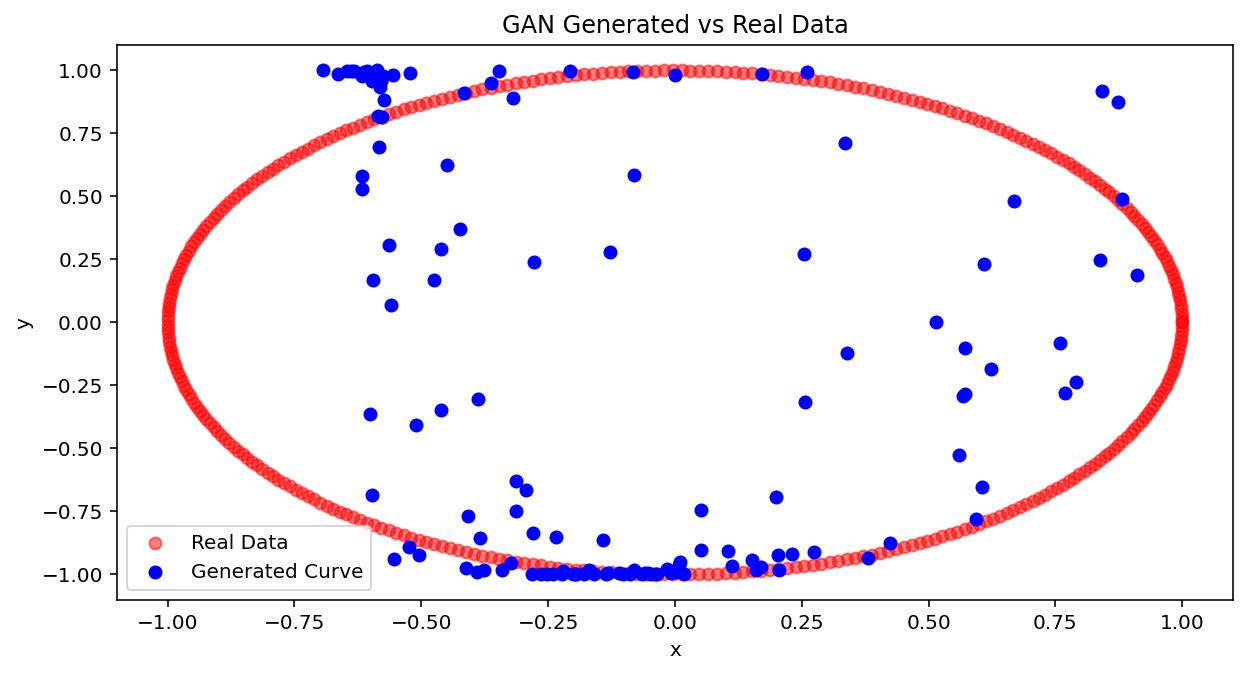 GAN Generated vs Real Data
1.00
0.75
0.50
0.25
0.00
−0.25
−0.50
−0.75
−1.00
y
Real Data
Generated Curve
−1.00 −0.75 −0.50 −0.25 0.00 0.25 0.50 0.75 1.00
x